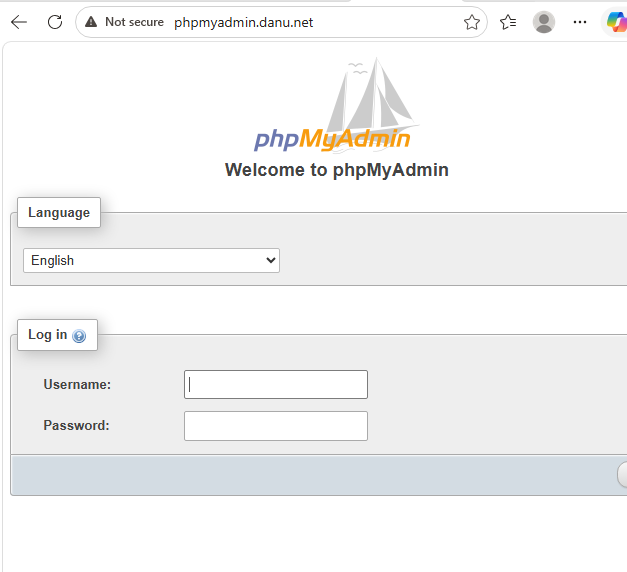 Not secure phpmyadmin.danu.net
phpMyAdmin
Welcome to phpMyAdmin
Language
English
Log in
Username:
Password: